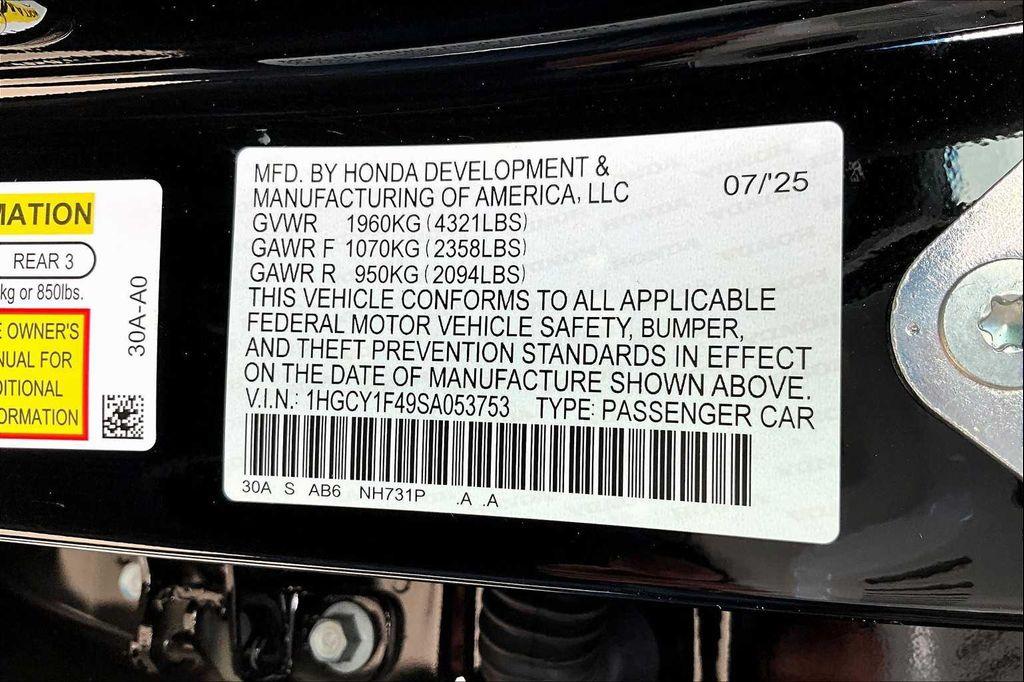 MATION
REAR 3
kg or 850lbs.
E OWNER'S
NUAL FOR
DITIONAL
ORMATION
30A-A0
MFD. BY HONDA DEVELOPMENT &
MANUFACTURING OF AMERICA, LLC
07/'25
GVWR 1960KG (4321LBS)
GAWR F 1070KG (2358LBS)
GAWR R 950KG (2094LBS)
THIS VEHICLE CONFORMS TO ALL APPLICABLE
FEDERAL MOTOR VEHICLE SAFETY, BUMPER,
AND THEFT PREVENTION STANDARDS IN EFFECT
ON THE DATE OF MANUFACTURE SHOWN ABOVE.
V.I.N.: 1HGCY1F49SA053753 TYPE: PASSENGER CAR
30A S AB6 NH731P .A .A